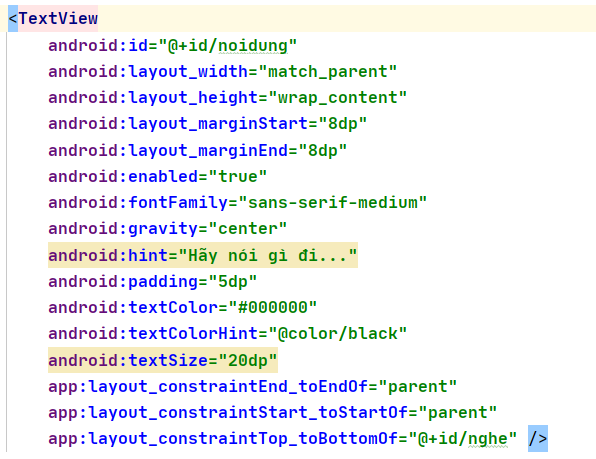 <TextView
android:id="@+id/noidung"
android:layout_width="match_parent"
android:layout_height="wrap_content"
android:layout_marginStart="8dp"
android:layout_marginEnd="8dp"
android:enabled="true"
android:fontFamily="sans-serif-medium"
android:gravity="center"
android:hint="Hãy nói gì đi..."
android:padding="5dp"
android:textColor="#000000"
android:textColorHint="@color/black"
android:textSize="20dp"
app:layout_constraintEnd_toEndOf="parent"
app:layout_constraintStart_toStartOf="parent"
app:layout_constraintTop_toBottomOf="@+id/nghe" />